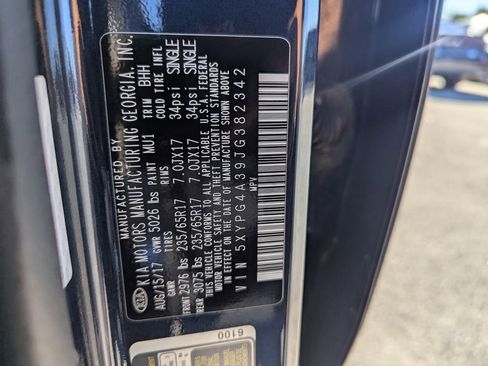 MANUFACTURED BY
KIA KIA MOTORS MANUFACTURING GEORGIA, INC.
AUG/15/17 GVWR 5026 lbs PAINT MU1 TRIM BHH
GAWR TIRES RIMS COLD TIRE INFL
FRONT 2976 lbs 235/65R17 7.0JX17 34psi SINGLE
REAR 3075 lbs 235/65R17 7.0JX17 34psi SINGLE
THIS VEHICLE CONFORMS TO ALL APPLICABLE U.S.A. FEDERAL
MOTOR VEHICLE SAFETY AND THEFT PREVENTION STANDARDS
IN EFFECT ON THE DATE OF MANUFACTURE SHOWN ABOVE
MPV
VIN 5XYPG4A39JG382342
6100